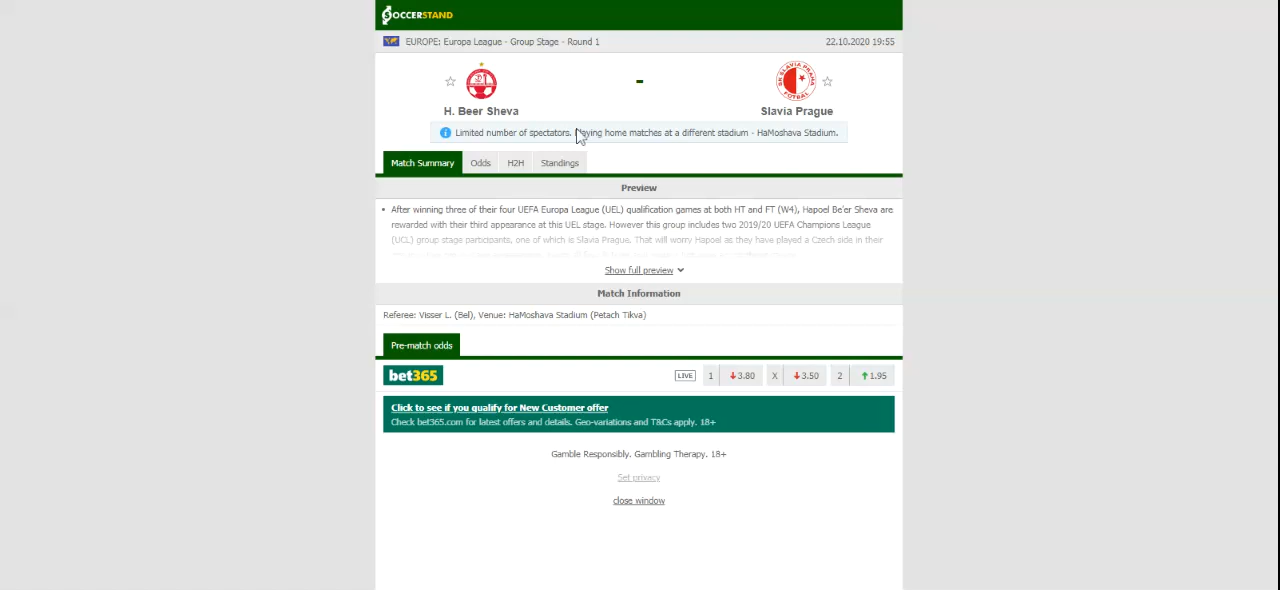 SOCCERSTAND
EUROPE: Europa League - Group Stage - Round 1 22.10.2020 19:55
-
SK SLAVIA PRAHA FOTBAL
H. Beer Sheva Slavia Prague
Limited number of spectators. Playing home matches at a different stadium - HaMoshava Stadium.
Match Summary Odds H2H Standings
Preview
• After winning three of their four UEFA Europa League (UEL) qualification games at both HT and FT (W4), Hapoel Be'er Sheva are
rewarded with their third appearance at this UEL stage. However this group includes two 2019/20 UEFA Champions League
(UCL) group stage participants, one of which is Slavia Prague. That will worry Hapoel as they have played a Czech side in their
Show full preview
Match Information
Referee: Visser L. (Bel), Venue: HaMoshava Stadium (Petach Tikva)
Pre-match odds
bet365 LIVE 1 3.80 X 3.50 2 1.95
Click to see if you qualify for New Customer offer
Check bet365.com for latest offers and details. Geo-variations and T&Cs apply. 18+
Gamble Responsibly. Gambling Therapy. 18+
Set privacy
close window